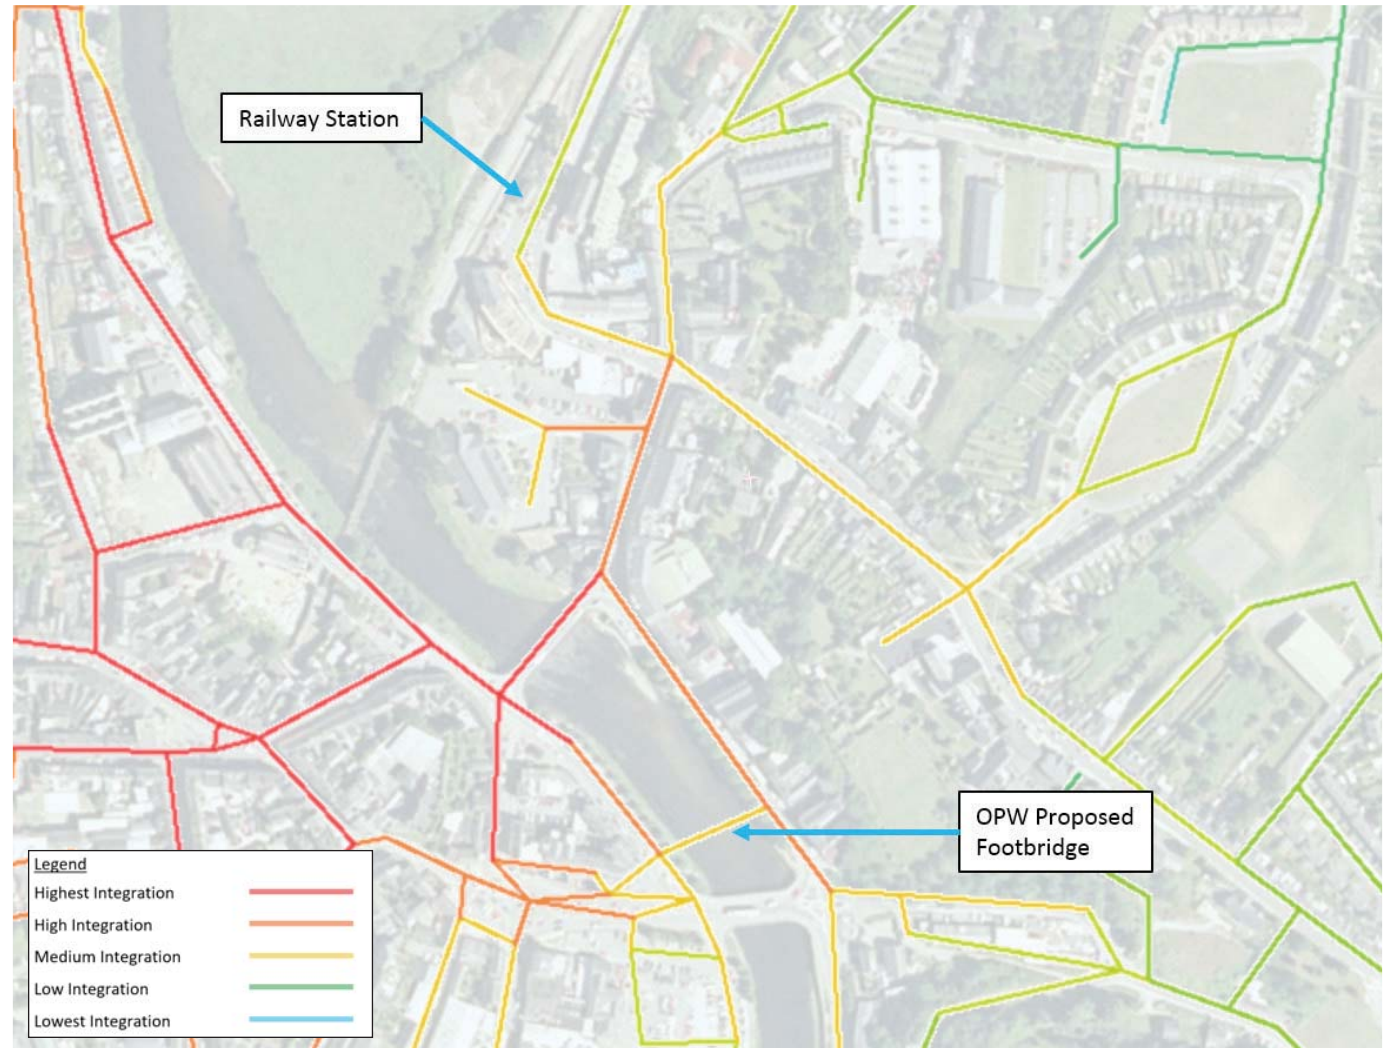 Railway Station
OPW Proposed
Footbridge
Legend
Highest Integration
High Integration
Medium Integration
Low Integration
Lowest Integration